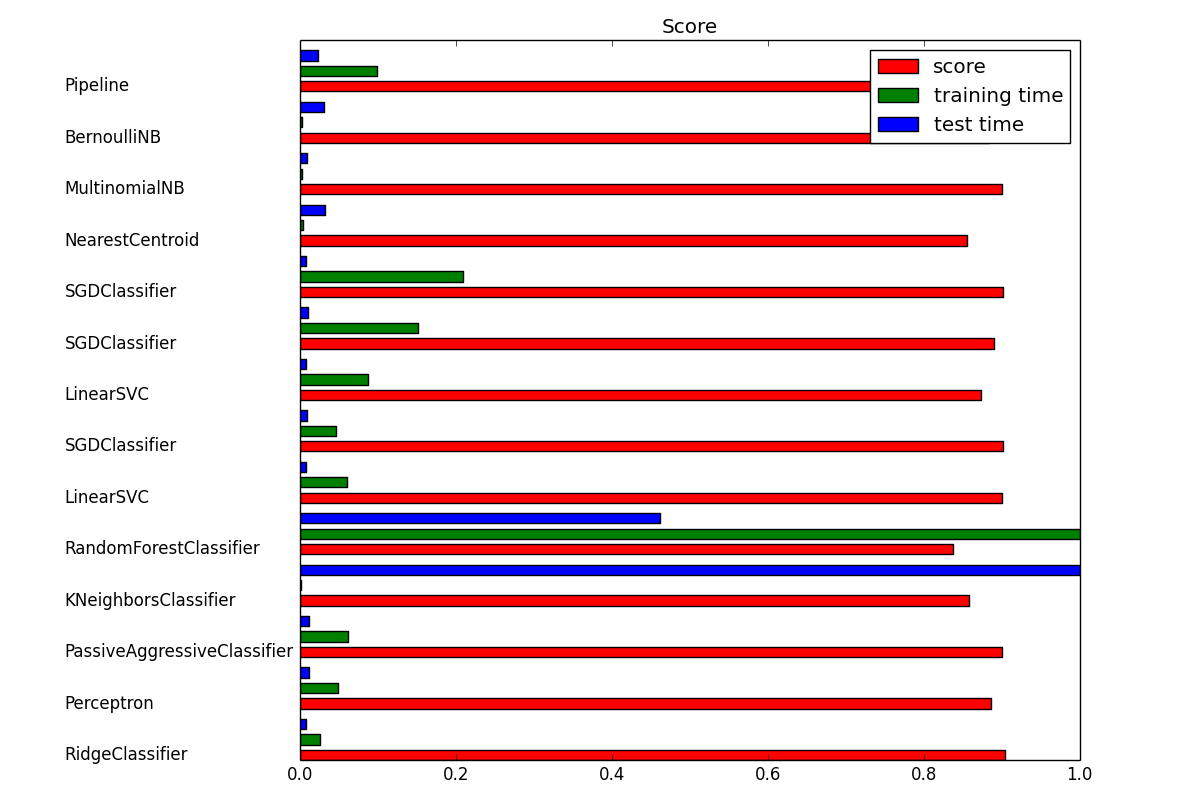 Score
score
training time
test time
Pipeline
BernoulliNB
MultinomialNB
NearestCentroid
SGDClassifier
SGDClassifier
LinearSVC
SGDClassifier
LinearSVC
RandomForestClassifier
KNeighborsClassifier
PassiveAggressiveClassifier
Perceptron
RidgeClassifier
0.0 0.2 0.4 0.6 0.8 1.0